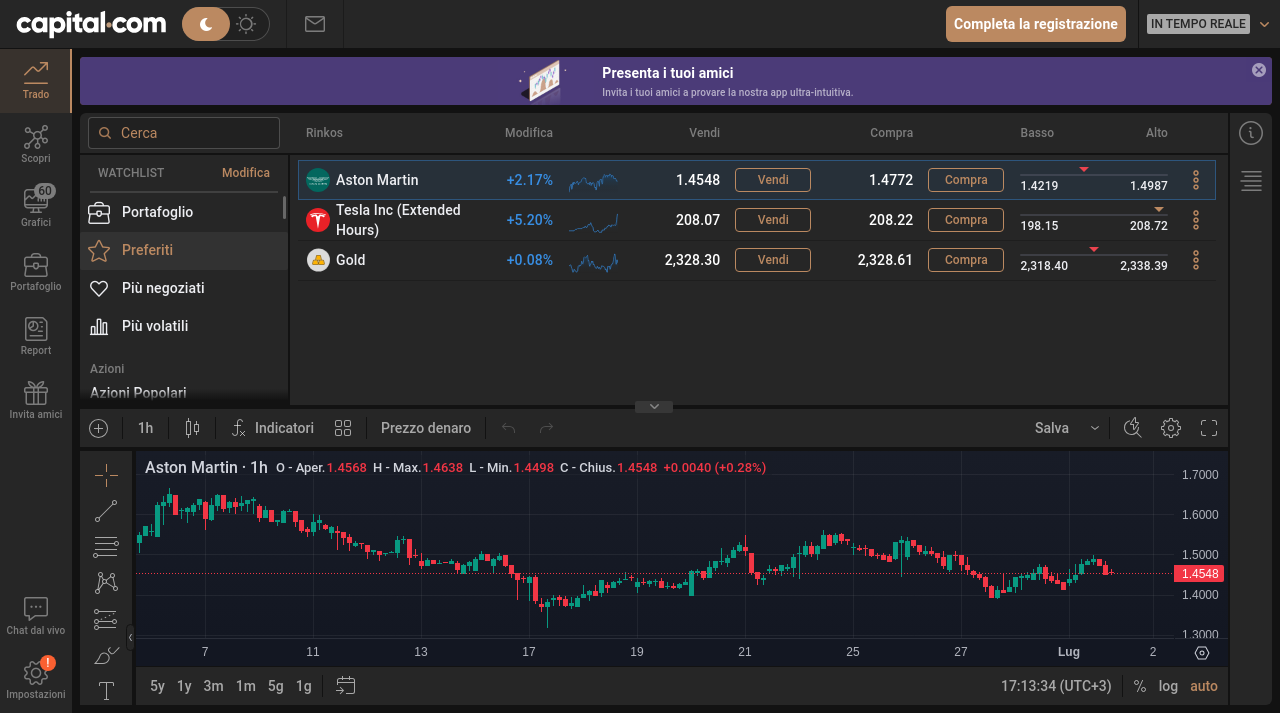 capital.com
Completa la registrazione
IN TEMPO REALE
Trado
Scopri
60
Grafici
Portafoglio
Report
Invita amici
Chat dal vivo
!
Impostazioni
Presenta i tuoi amici
Invita i tuoi amici a provare la nostra app ultra-intuitiva.
Cerca
WATCHLIST Modifica
Portafoglio
Preferiti
Più negoziati
Più volatili
Azioni
Azioni Popolari
Rinkos Modifica Vendi Compra Basso Alto
Aston Martin +2.17% 1.4548 Vendi 1.4772 Compra 1.4219 1.4987
Tesla Inc (Extended
Hours) +5.20% 208.07 Vendi 208.22 Compra 198.15 208.72
Gold +0.08% 2,328.30 Vendi 2,328.61 Compra 2,318.40 2,338.39
1h Indicatori Prezzo denaro Salva
Aston Martin · 1h O - Aper.1.4568 H - Max.1.4638 L - Min.1.4498 C - Chius.1.4548 +0.0040 (+0.28%)
1.7000
1.6000
1.5000
1.4548
1.4000
1.3000
7 11 13 17 19 21 25 27 Lug 2
5y 1y 3m 1m 5g 1g 17:13:34 (UTC+3) % log auto